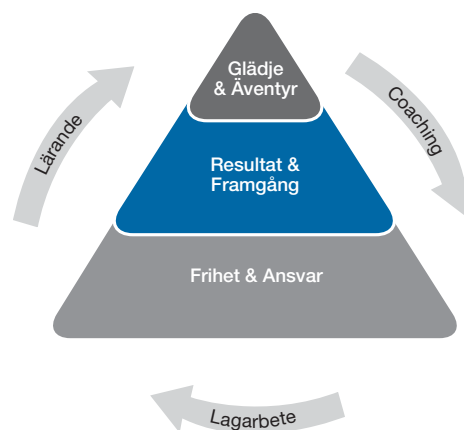 Glädje
& Äventyr
Lärande
Coaching
Resultat &
Framgång
Frihet & Ansvar
Lagarbete